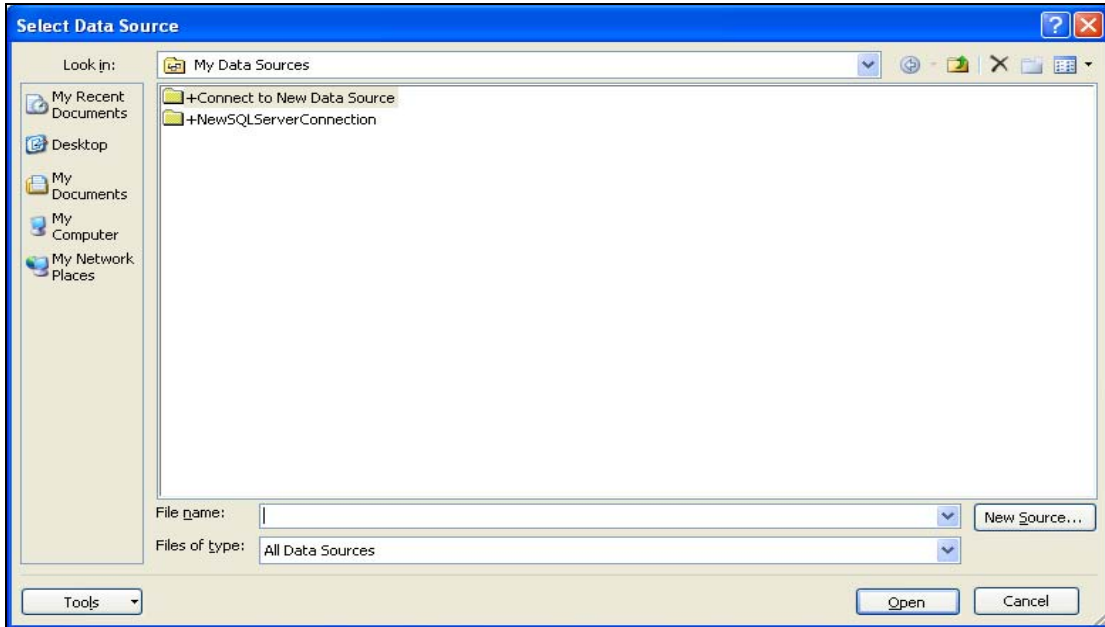 Select Data Source
Look in:
My Data Sources
My Recent
Documents
Desktop
My
Documents
My
Computer
My Network
Places
+Connect to New Data Source
+NewSQLServerConnection
File name:
New Source...
Files of type:
All Data Sources
Tools
Open
Cancel